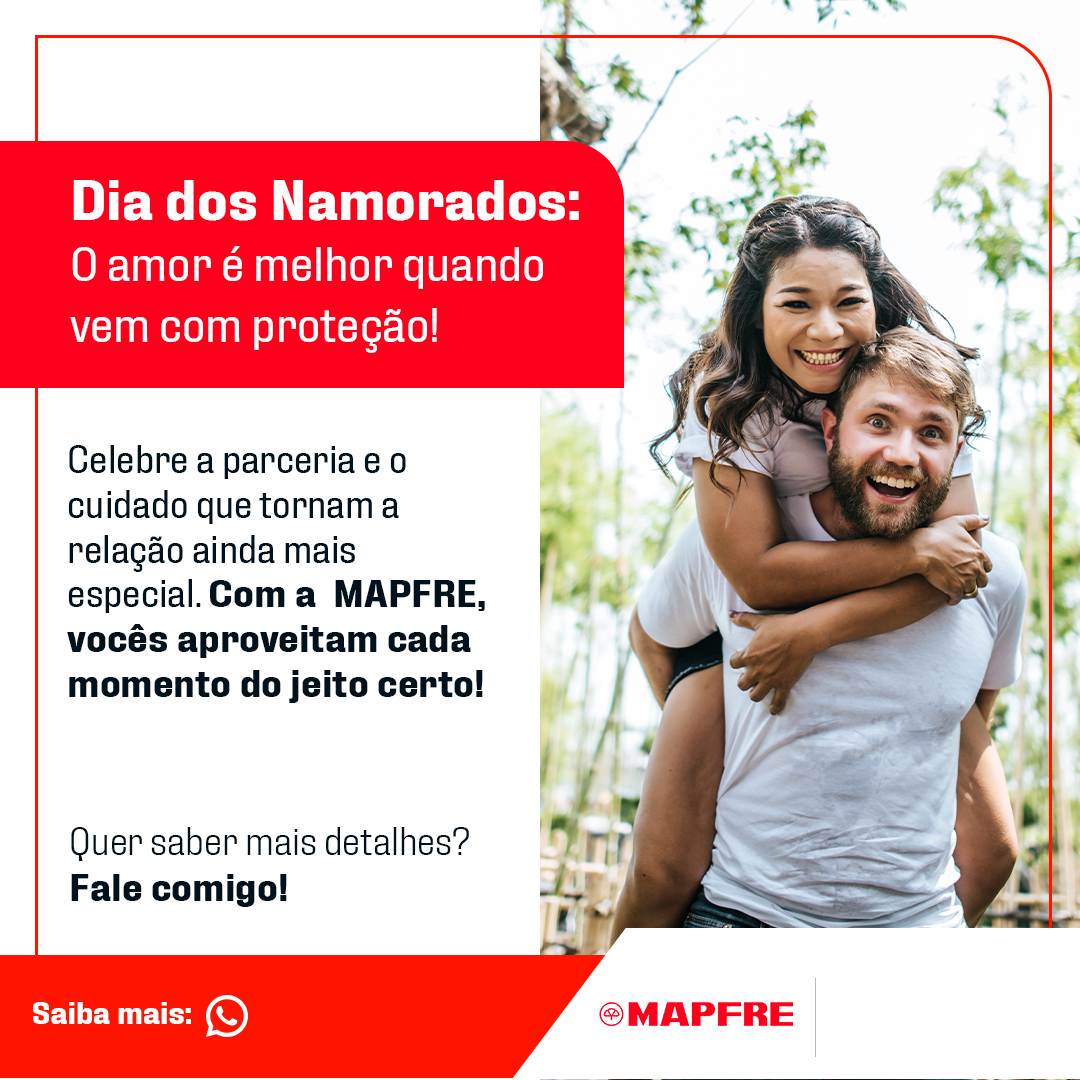 Dia dos Namorados:
O amor é melhor quando
vem com proteção!
Celebre a parceria e o
cuidado que tornam a
relação ainda mais
especial. Com a MAPFRE,
vocês aproveitam cada
momento do jeito certo!
Quer saber mais detalhes?
Fale comigo!
Saiba mais:
MAPFRE